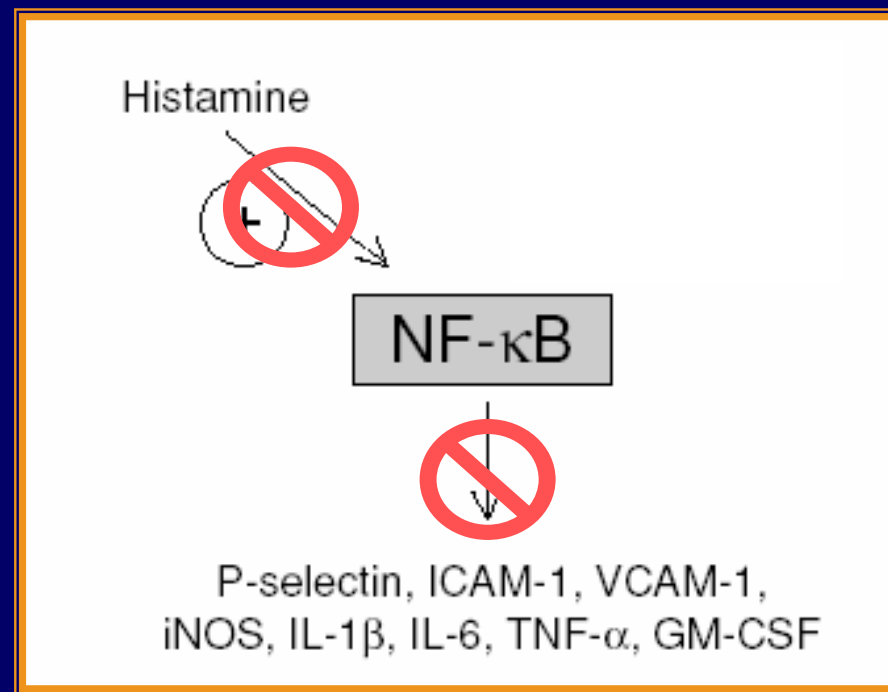 Histamine
+
NF-κB
P-selectin, ICAM-1, VCAM-1,
iNOS, IL-1β, IL-6, TNF-α, GM-CSF